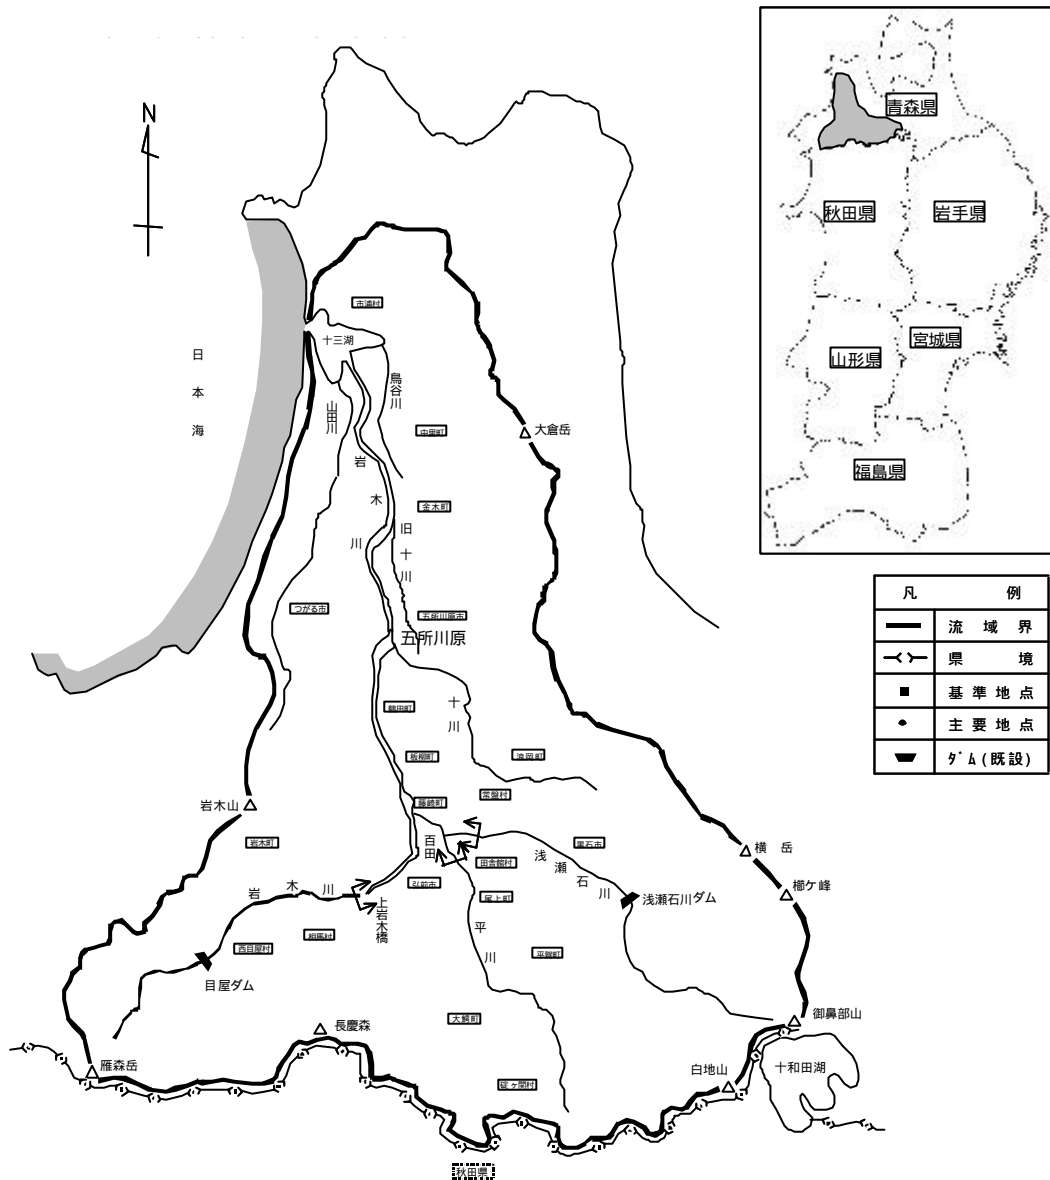 N
青森県
秋田県
岩手県
宮城県
山形県
福島県
凡例
流域界
県境
基準地点
主要地点
ダム(既設)
日本海
市浦村
十三湖
鳥谷川
山田川
中里町
大倉岳
岩木川
金木町
旧十川
つがる市
五所川原市
五所川原
鶴田町
十川
板柳町
浪岡町
藤崎町
常盤村
岩木山
岩木町
百田
田舎館村
浅瀬石川
黒石市
横岳
櫛ケ峰
弘前市
尾上町
浅瀬石川ダム
岩木川
上岩木橋
相馬村
西目屋村
平川
平賀町
目屋ダム
大鰐町
長慶森
御鼻部山
雁森岳
白地山
十和田湖
碇ヶ関村
秋田県